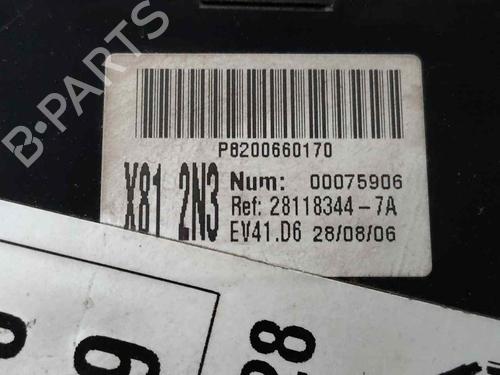 B-PARTS
P8200660170
X81 2N3
Num: 00075906
Ref: 28118344-7A
EV41.D6 28/08/06